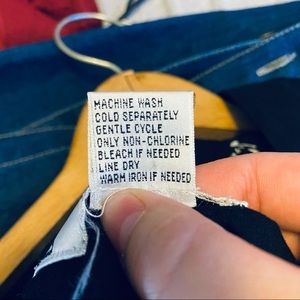 MACHINE WASH
COLD SEPARATELY
GENTLE CYCLE
ONLY NON-CHLORINE
BLEACH IF NEEDED
LINE DRY
WARM IRON IF NEEDED